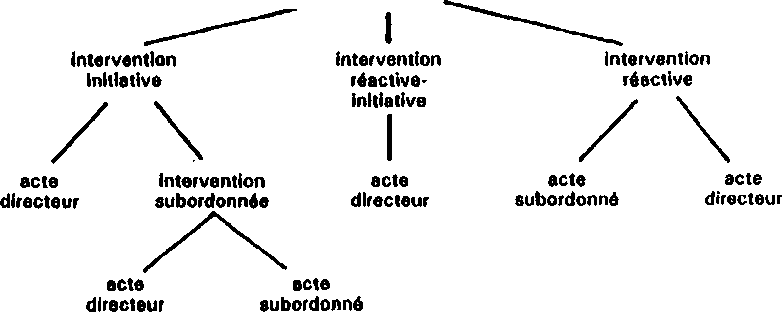 intervention
initiative
intervention
réactive-
initiative
intervention
réactive
acte
directeur
intervention
subordonnée
acte
directeur
acte
subordonné
acte
directeur
acte
directeur
acte
subordonné